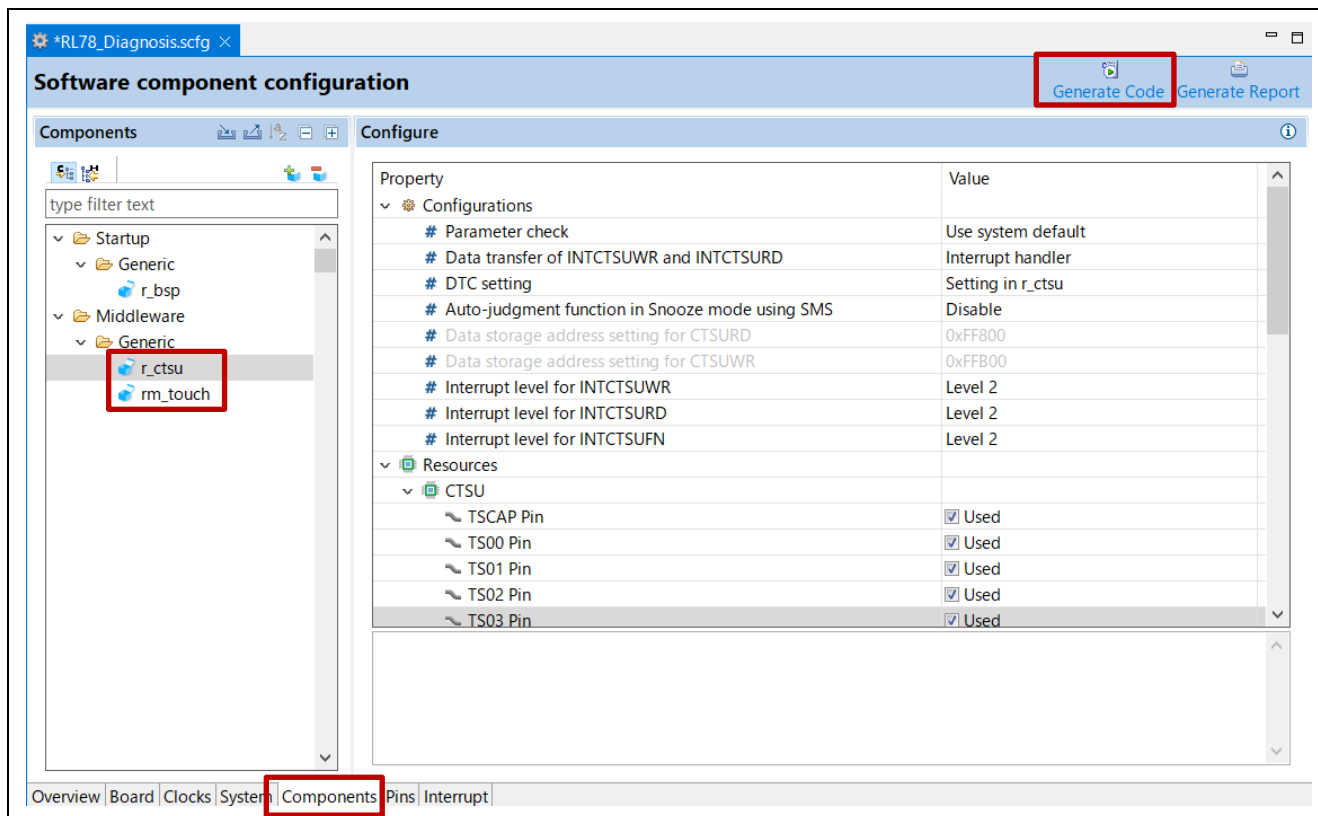 *RL78_Diagnosis.scfg
Software component configuration
Generate Code Generate Report
Components
Configure
type filter text
Startup
Generic
r_bsp
Middleware
Generic
r_ctsu
rm_touch
Property Value
Configurations
# Parameter check Use system default
# Data transfer of INTCTSUWR and INTCTSURD Interrupt handler
# DTC setting Setting in r_ctsu
# Auto-judgment function in Snooze mode using SMS Disable
# Data storage address setting for CTSURD 0xFF800
# Data storage address setting for CTSUWR 0xFFB00
# Interrupt level for INTCTSUWR Level 2
# Interrupt level for INTCTSURD Level 2
# Interrupt level for INTCTSUFN Level 2
Resources
CTSU
TSCAP Pin Used
TS00 Pin Used
TS01 Pin Used
TS02 Pin Used
TS03 Pin Used
Overview Board Clocks System Components Pins Interrupt